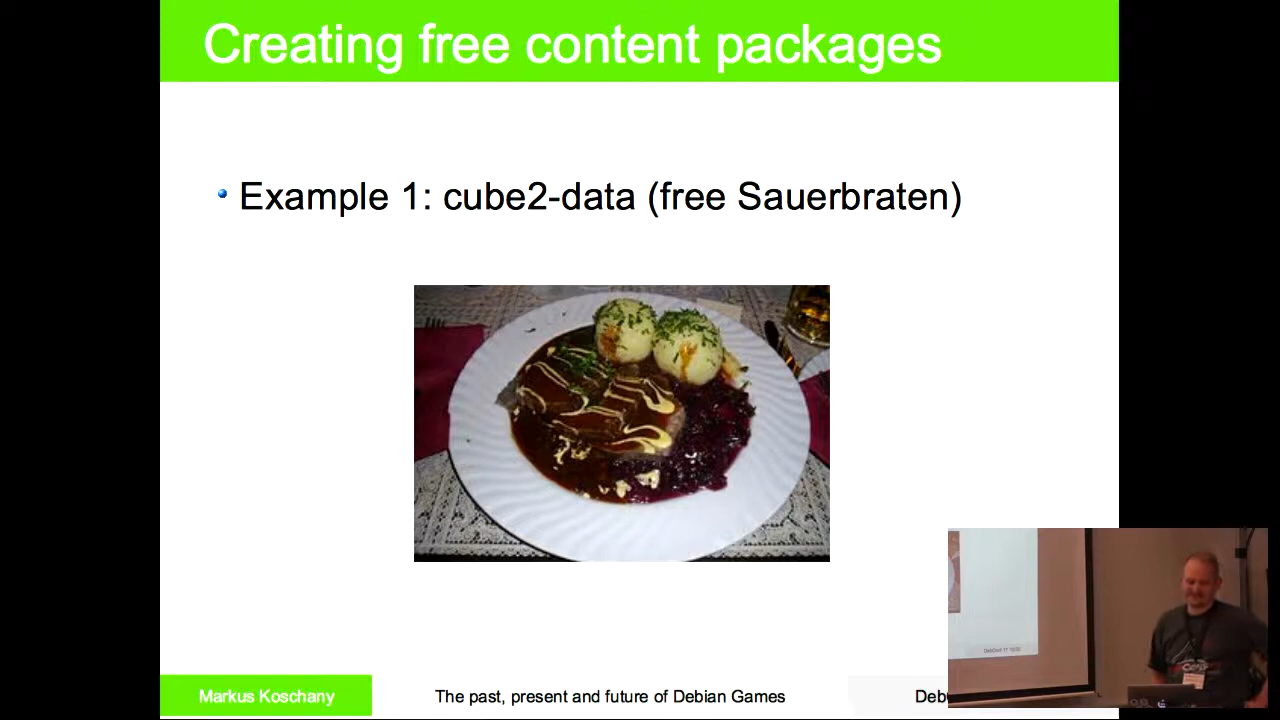 Creating free content packages
Example 1: cube2-data (free Sauerbraten)
Markus Koschany
The past, present and future of Debian Games